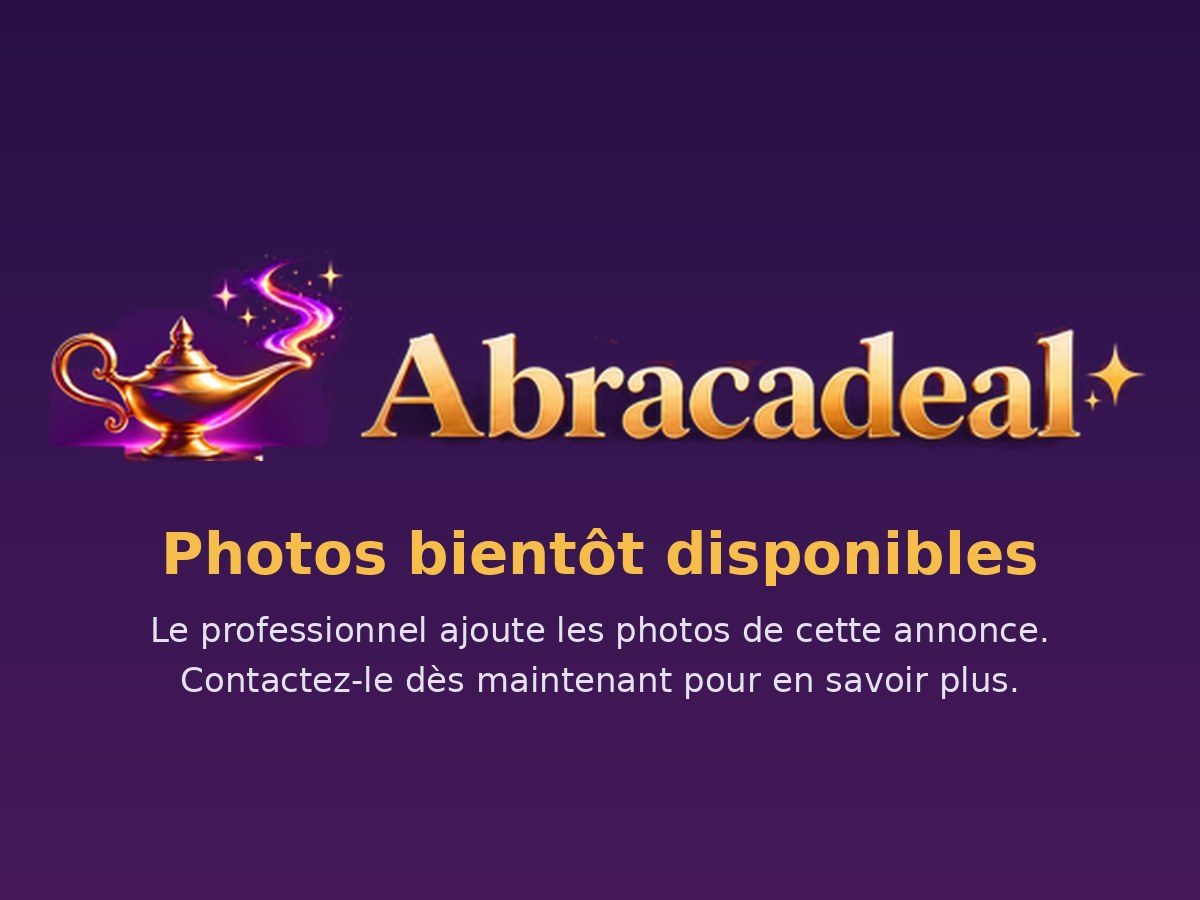 Abracadeal
Photos bientôt disponibles
Le professionnel ajoute les photos de cette annonce.
Contactez-le dès maintenant pour en savoir plus.